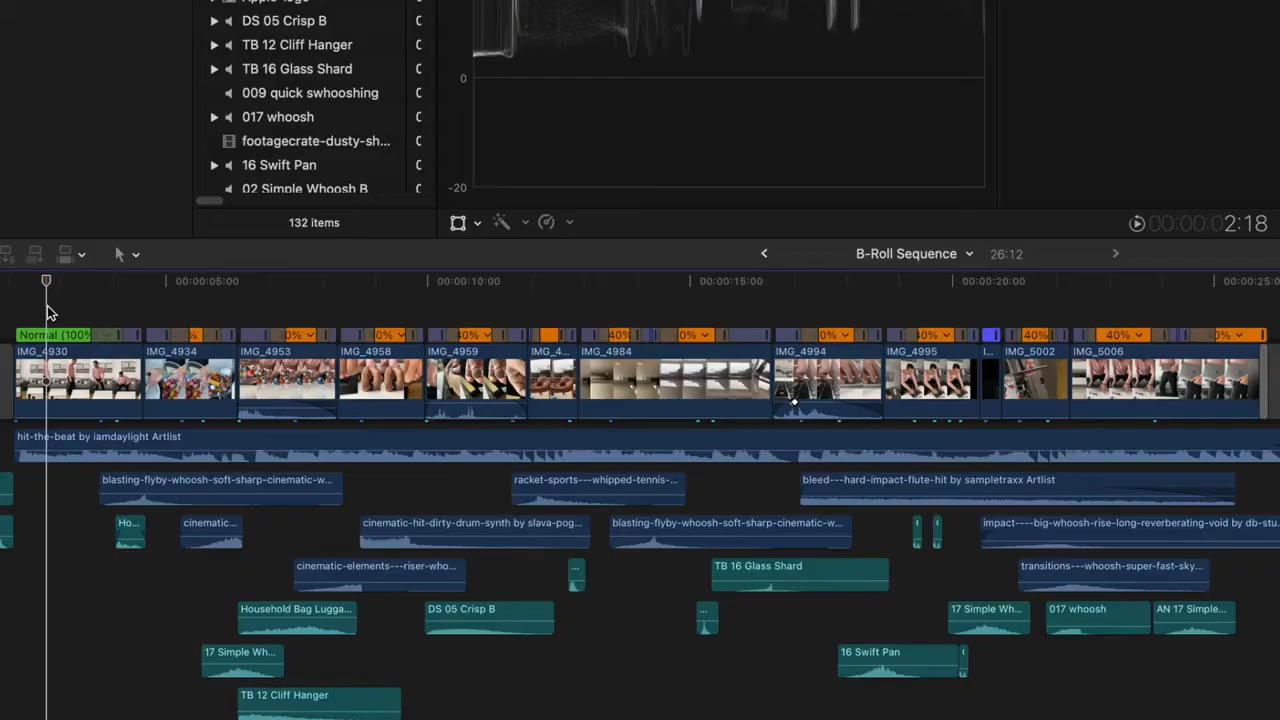 DS 05 Crisp B
TB 12 Cliff Hanger
TB 16 Glass Shard
009 quick swhooshing
017 whoosh
footagecrate-dusty-sh...
16 Swift Pan
02 Simple Whoosh B
132 items
0
-20
00:00:02:18
B-Roll Sequence
26:12
00:00:05:00
00:00:10:00
00:00:15:00
00:00:20:00
00:00:25:0
Normal (100%
0%
40%
0%
40%
0%
40%
0%
40%
40%
40%
0%
IMG_4930
IMG_4934
IMG_4953
IMG_4958
IMG_4959
IMG_4...
IMG_4984
IMG_4994
IMG_4995
I...
IMG_5002
IMG_5006
hit-the-beat by iamdaylight Artlist
blasting-flyby-whoosh-soft-sharp-cinematic-w...
racket-sports---whipped-tennis-...
bleed---hard-impact-flute-hit by sampletraxx Artlist
Ho...
cinematic...
cinematic-hit-dirty-drum-synth by slava-pog...
blasting-flyby-whoosh-soft-sharp-cinematic-w...
impact----big-whoosh-rise-long-reverberating-void by db-stu
cinematic-elements---riser-who...
...
TB 16 Glass Shard
transitions---whoosh-super-fast-sky...
Household Bag Lugga...
DS 05 Crisp B
...
17 Simple Wh...
017 whoosh
AN 17 Simple...
17 Simple Wh...
16 Swift Pan
TB 12 Cliff Hanger